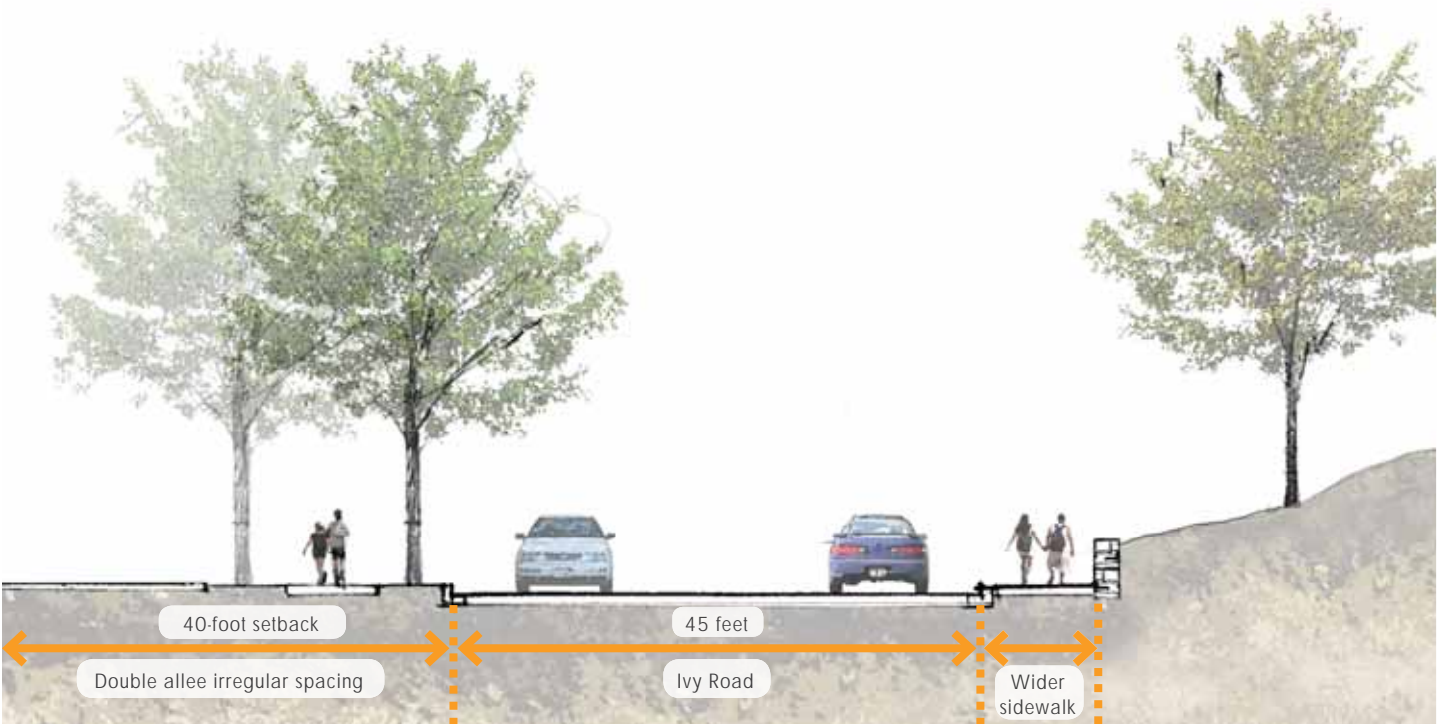 40-foot setback
45 feet
Double allee irregular spacing
Ivy Road
Wider
sidewalk